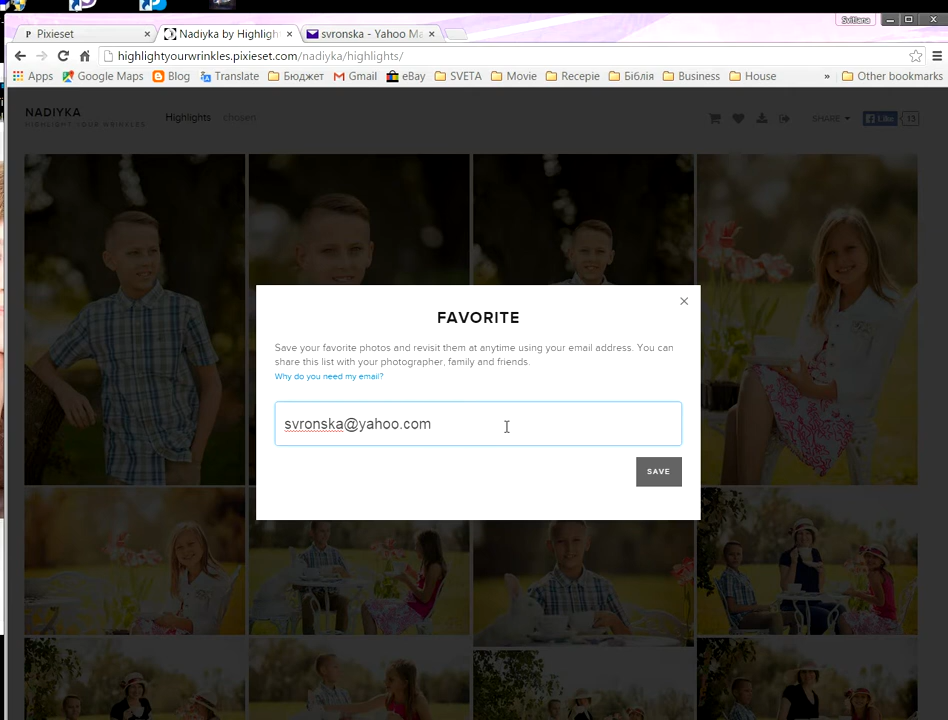 Svitlana
Pixieset
Nadiyka by Highligh
svronska - Yahoo Ma
highlightyourwrinkles.pixieset.com/nadiyka/highlights/
Apps Google Maps Blog Translate Бюджет Gmail eBay SVETA Movie Recepie Біблія Business House » Other bookmarks
NADIYKA
HIGHLIGHT YOUR WRINKLES
Highlights chosen
SHARE
Like 13
FAVORITE
Save your favorite photos and revisit them at anytime using your email address. You can
share this list with your photographer, family and friends.
Why do you need my email?
svronska@yahoo.com
SAVE